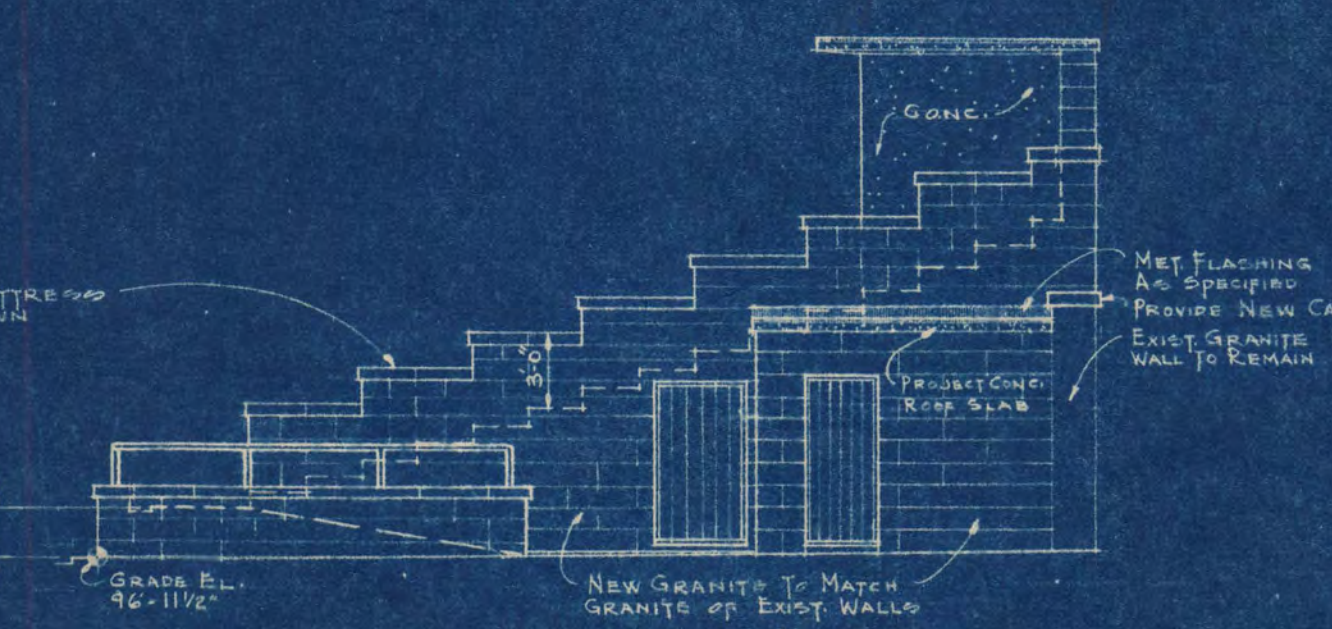 CONC.
MET. FLASHING
AS SPECIFIED
PROVIDE NEW CA
EXIST. GRANITE
WALL TO REMAIN
TTRESS
WN
3'-0"
PROJECT CONC.
ROOF SLAB
GRADE EL.
96'-11 1/2"
NEW GRANITE TO MATCH
GRANITE OF EXIST. WALLS